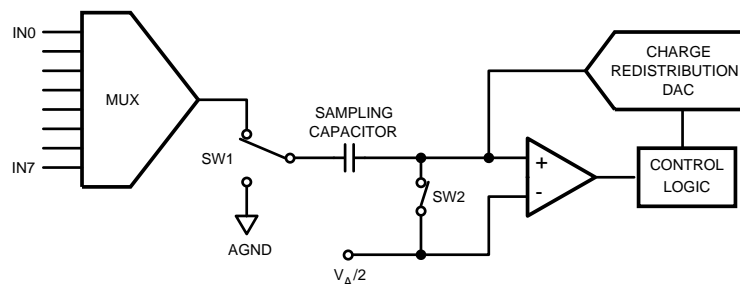 IN0
MUX
IN7
SW1
AGND
SAMPLING
CAPACITOR
SW2
V_A/2
+
-
CHARGE
REDISTRIBUTION
DAC
CONTROL
LOGIC